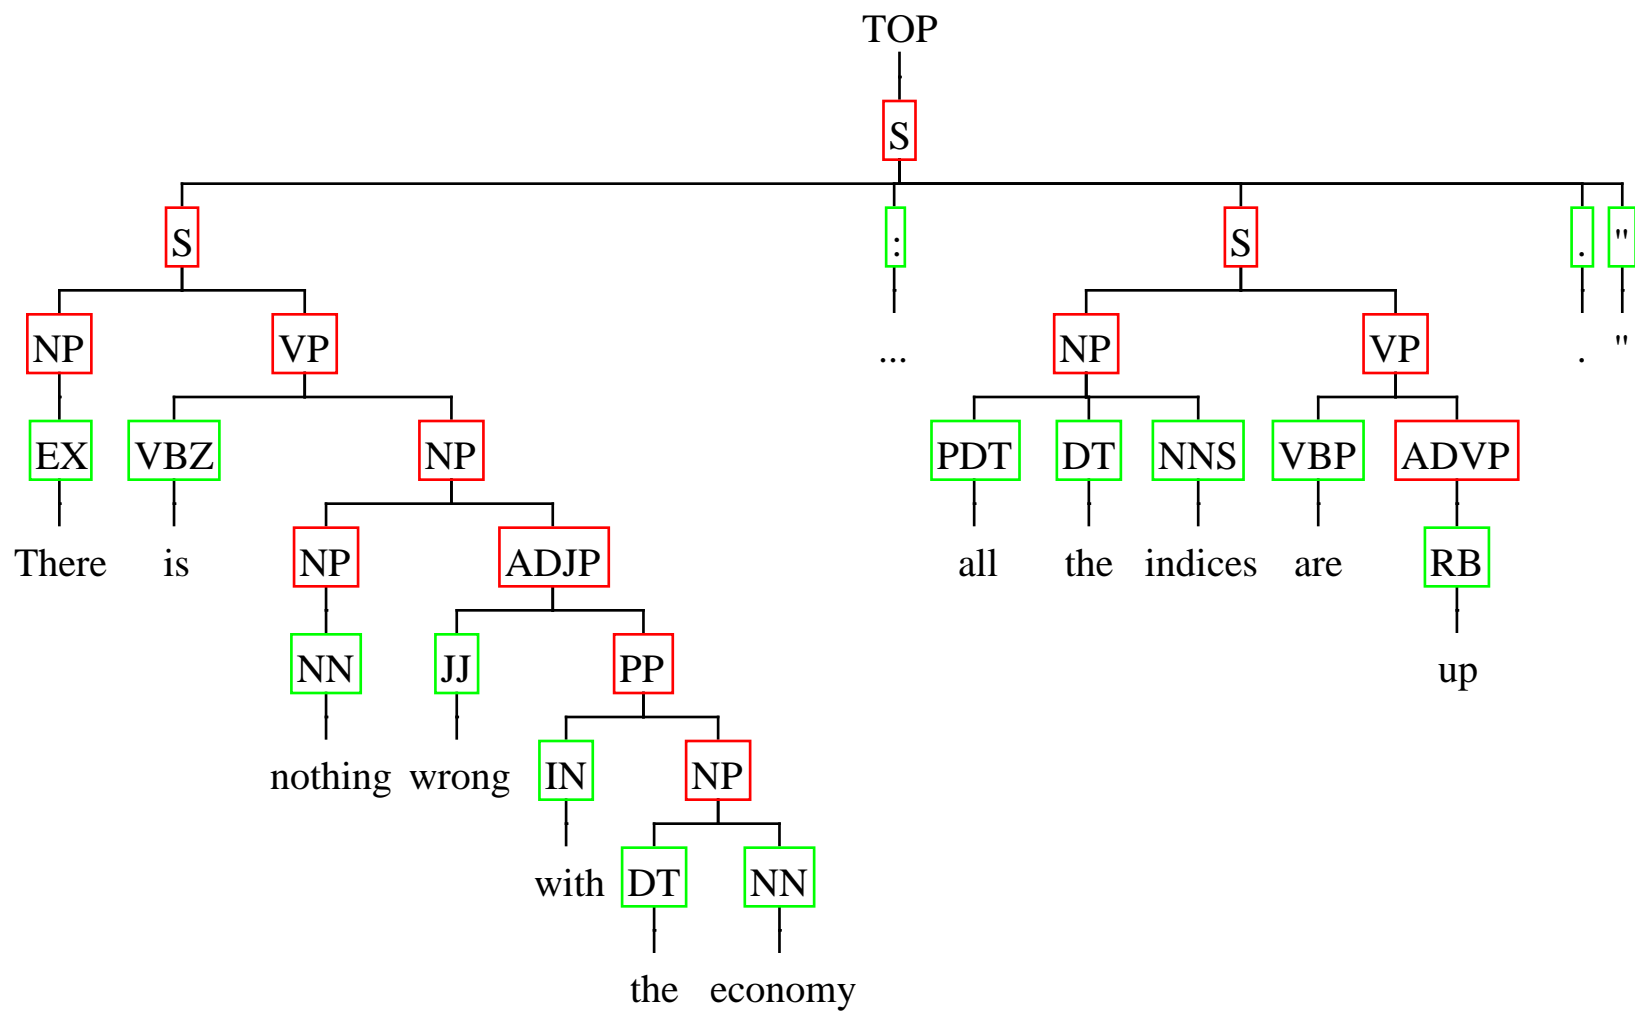 TOP
S
S : S . "
NP VP ... NP VP . "
EX VBZ NP PDT DT NNS VBP ADVP
There is NP ADJP all the indices are RB
NN JJ PP up
nothing wrong IN NP
with DT NN
the economy